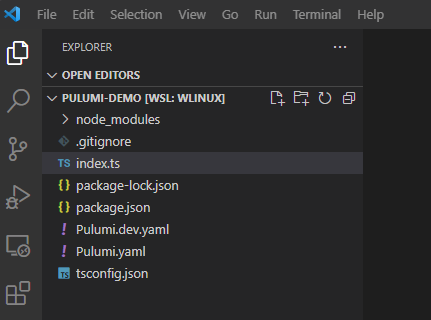 File Edit Selection View Go Run Terminal Help
EXPLORER
OPEN EDITORS
PULUMI-DEMO [WSL: WLINUX]
node_modules
.gitignore
TS index.ts
{ } package-lock.json
{ } package.json
! Pulumi.dev.yaml
! Pulumi.yaml
TS tsconfig.json